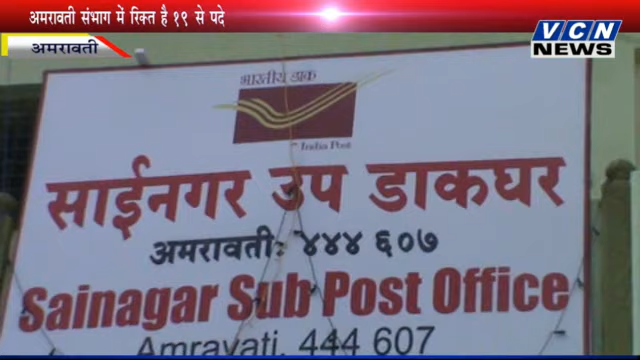 अमरावती संभाग में रिक्त है १९ से पदे
VCN
NEWS
अमरावती
भारतीय डाक
India Post
साईनगर उप डाकघर
अमरावती: ४४४ ६०७
Sainagar Sub Post Office
Amravati. 444 607